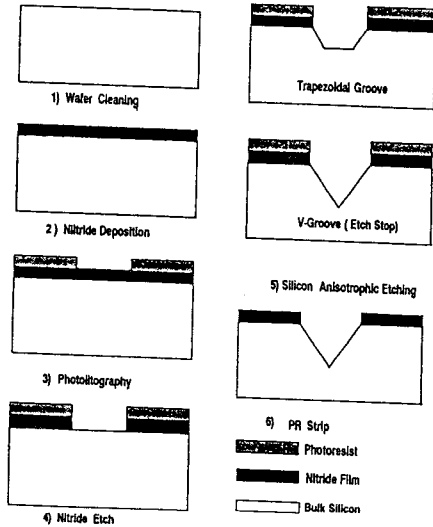 1) Wafer Cleaning
2) Nitride Deposition
3) Photolitography
4) Nitride Etch
Trapezoidal Groove
V-Groove ( Etch Stop)
5) Silicon Anisotrophic Etching
6) PR Strip
Photoresist
Nitride Film
Bulk Silicon